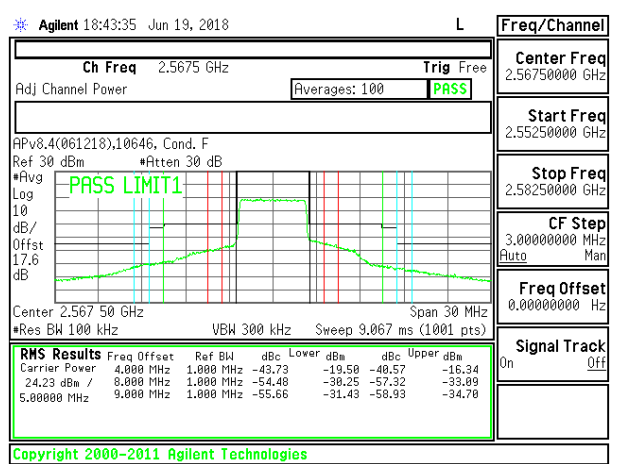 Agilent 18:43:35 Jun 19, 2018 L
Ch Freq 2.5675 GHz Trig Free
Adj Channel Power Averages: 100 PASS
APv8.4(061218),10646, Cond. F
Ref 30 dBm #Atten 30 dB
#Avg
Log
10
dB/
Offst
17.6
dB
PASS LIMIT1
Center 2.567 50 GHz Span 30 MHz
#Res BW 100 kHz VBW 300 kHz Sweep 9.067 ms (1001 pts)
RMS Results Freq Offset Ref BW dBc Lower dBm dBc Upper dBm
Carrier Power 4.000 MHz 1.000 MHz -43.73 -19.50 -40.57 -16.34
24.23 dBm / 8.000 MHz 1.000 MHz -54.48 -30.25 -57.32 -33.09
5.00000 MHz 9.000 MHz 1.000 MHz -55.66 -31.43 -58.93 -34.70
Copyright 2000-2011 Agilent Technologies
Freq/Channel
Center Freq
2.56750000 GHz
Start Freq
2.55250000 GHz
Stop Freq
2.58250000 GHz
CF Step
3.00000000 MHz
Auto Man
Freq Offset
0.00000000 Hz
Signal Track
On Off